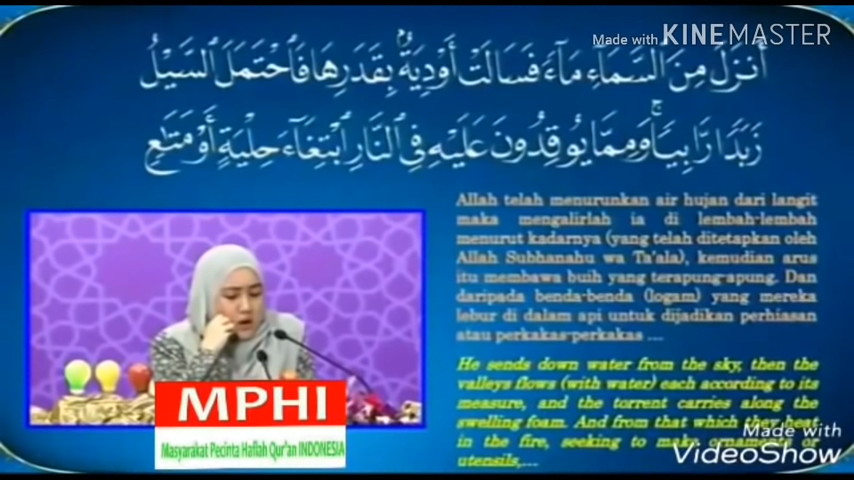 Made with KINEMASTER
أَنزَلَ مِنَ ٱلسَّمَآءِ مَآءً فَسَالَتْ أَوْدِيَةٌۢ بِقَدَرِهَا فَٱحْتَمَلَ ٱلسَّيْلُ
زَبَدًا رَّابِيًا ۚ وَمِمَّا يُوقِدُونَ عَلَيْهِ فِى ٱلنَّارِ ٱبْتِغَآءَ حِلْيَةٍ أَوْ مَتَٰعٍ
Allah telah menurunkan air hujan dari langit
maka mengalirlah ia di lembah-lembah
menurut kadarnya (yang telah ditetapkan oleh
Allah Subhanahu wa Ta'ala), kemudian arus
itu membawa buih yang terapung-apung. Dan
daripada benda-benda (logam) yang mereka
lebur di dalam api untuk dijadikan perhiasan
atau perkakas-perkakas ...
He sends down water from the sky, then the
valleys flows (with water) each according to its
measure, and the torrent carries along the
swelling foam. And from that which they heat
in the fire, seeking to make ornaments or
utensils,...
MPHI
Masyarakat Pecinta Haflah Qur'an INDONESIA
Made with
VideoShow